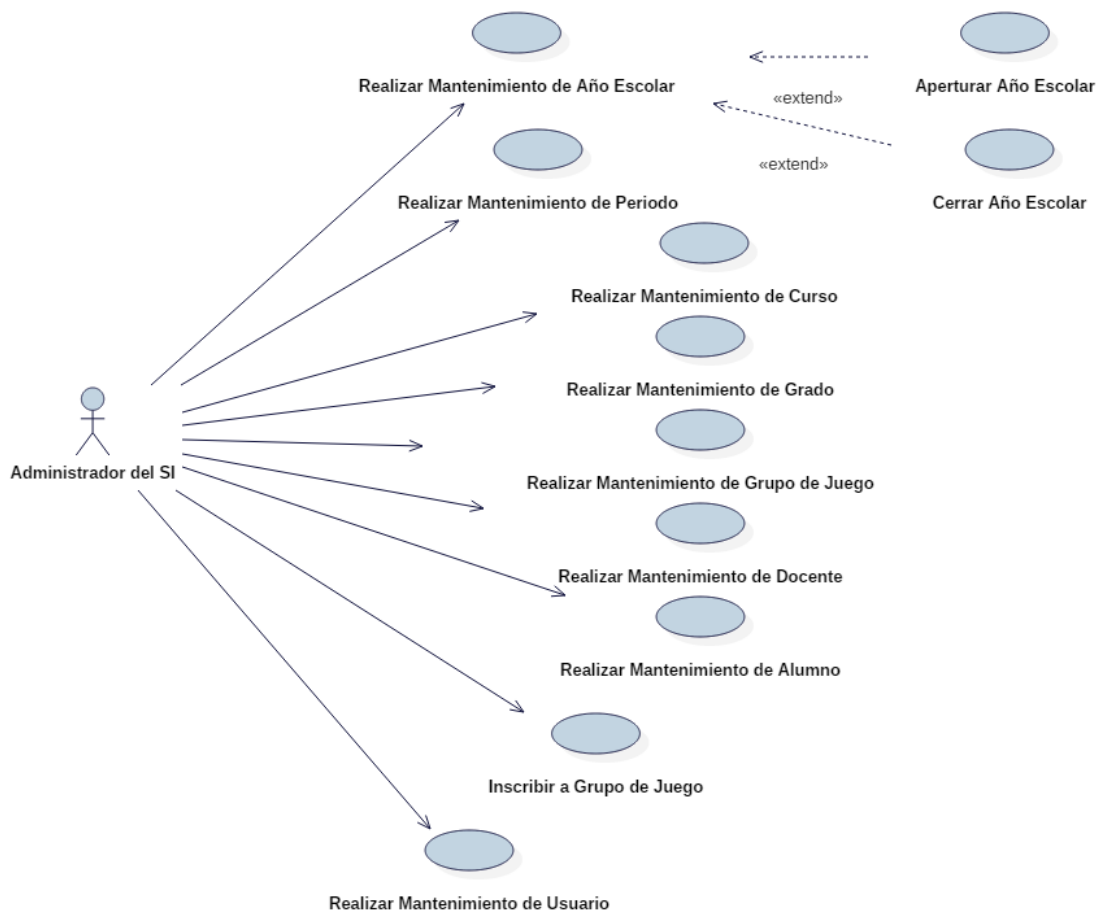 Realizar Mantenimiento de Año Escolar
Aperturar Año Escolar
«extend»
«extend»
Realizar Mantenimiento de Periodo
Cerrar Año Escolar
Realizar Mantenimiento de Curso
Realizar Mantenimiento de Grado
Administrador del SI
Realizar Mantenimiento de Grupo de Juego
Realizar Mantenimiento de Docente
Realizar Mantenimiento de Alumno
Inscribir a Grupo de Juego
Realizar Mantenimiento de Usuario